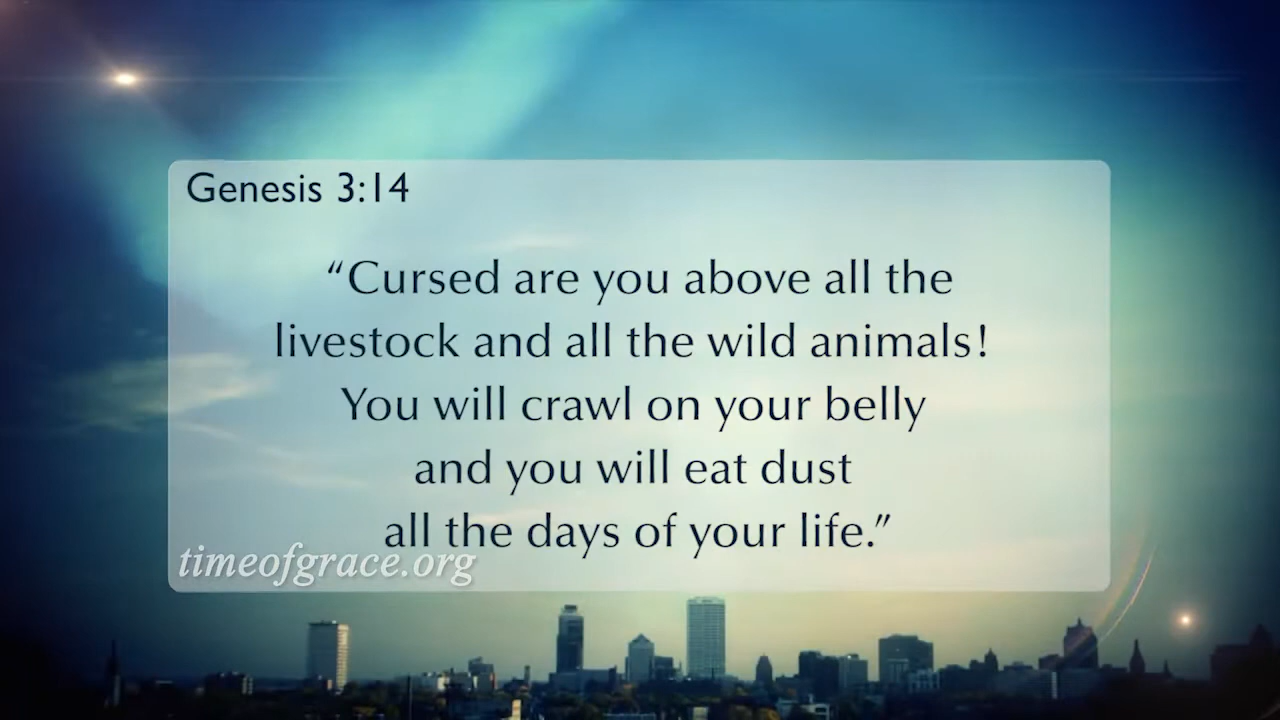 Genesis 3:14
“Cursed are you above all the
livestock and all the wild animals!
You will crawl on your belly
and you will eat dust
all the days of your life.”
timeofgrace.org